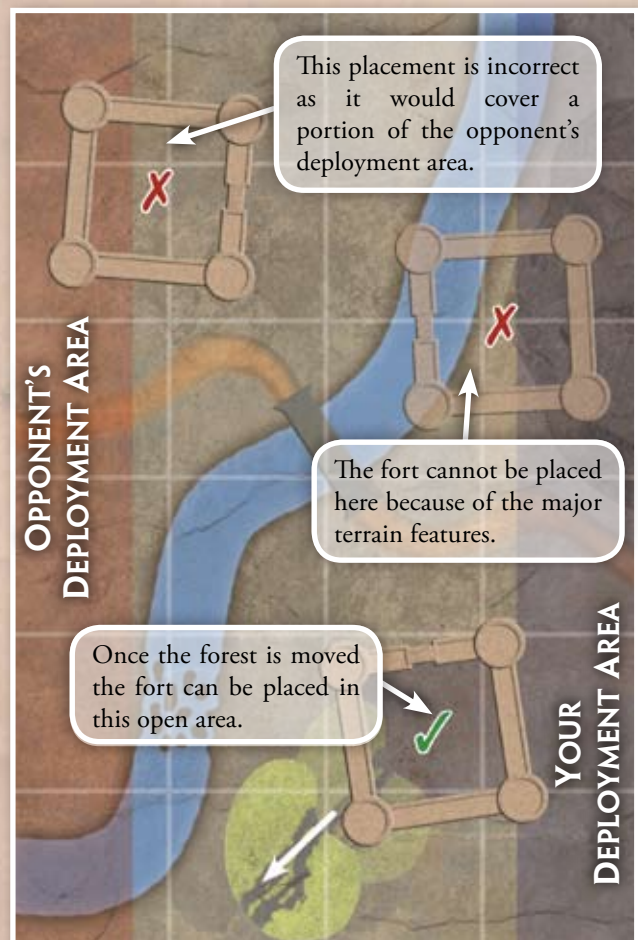 This placement is incorrect
as it would cover a
portion of the opponent's
deployment area.
OPPONENT'S
DEPLOYMENT AREA
The fort cannot be placed
here because of the major
terrain features.
Once the forest is moved
the fort can be placed in
this open area.
YOUR
DEPLOYMENT AREA